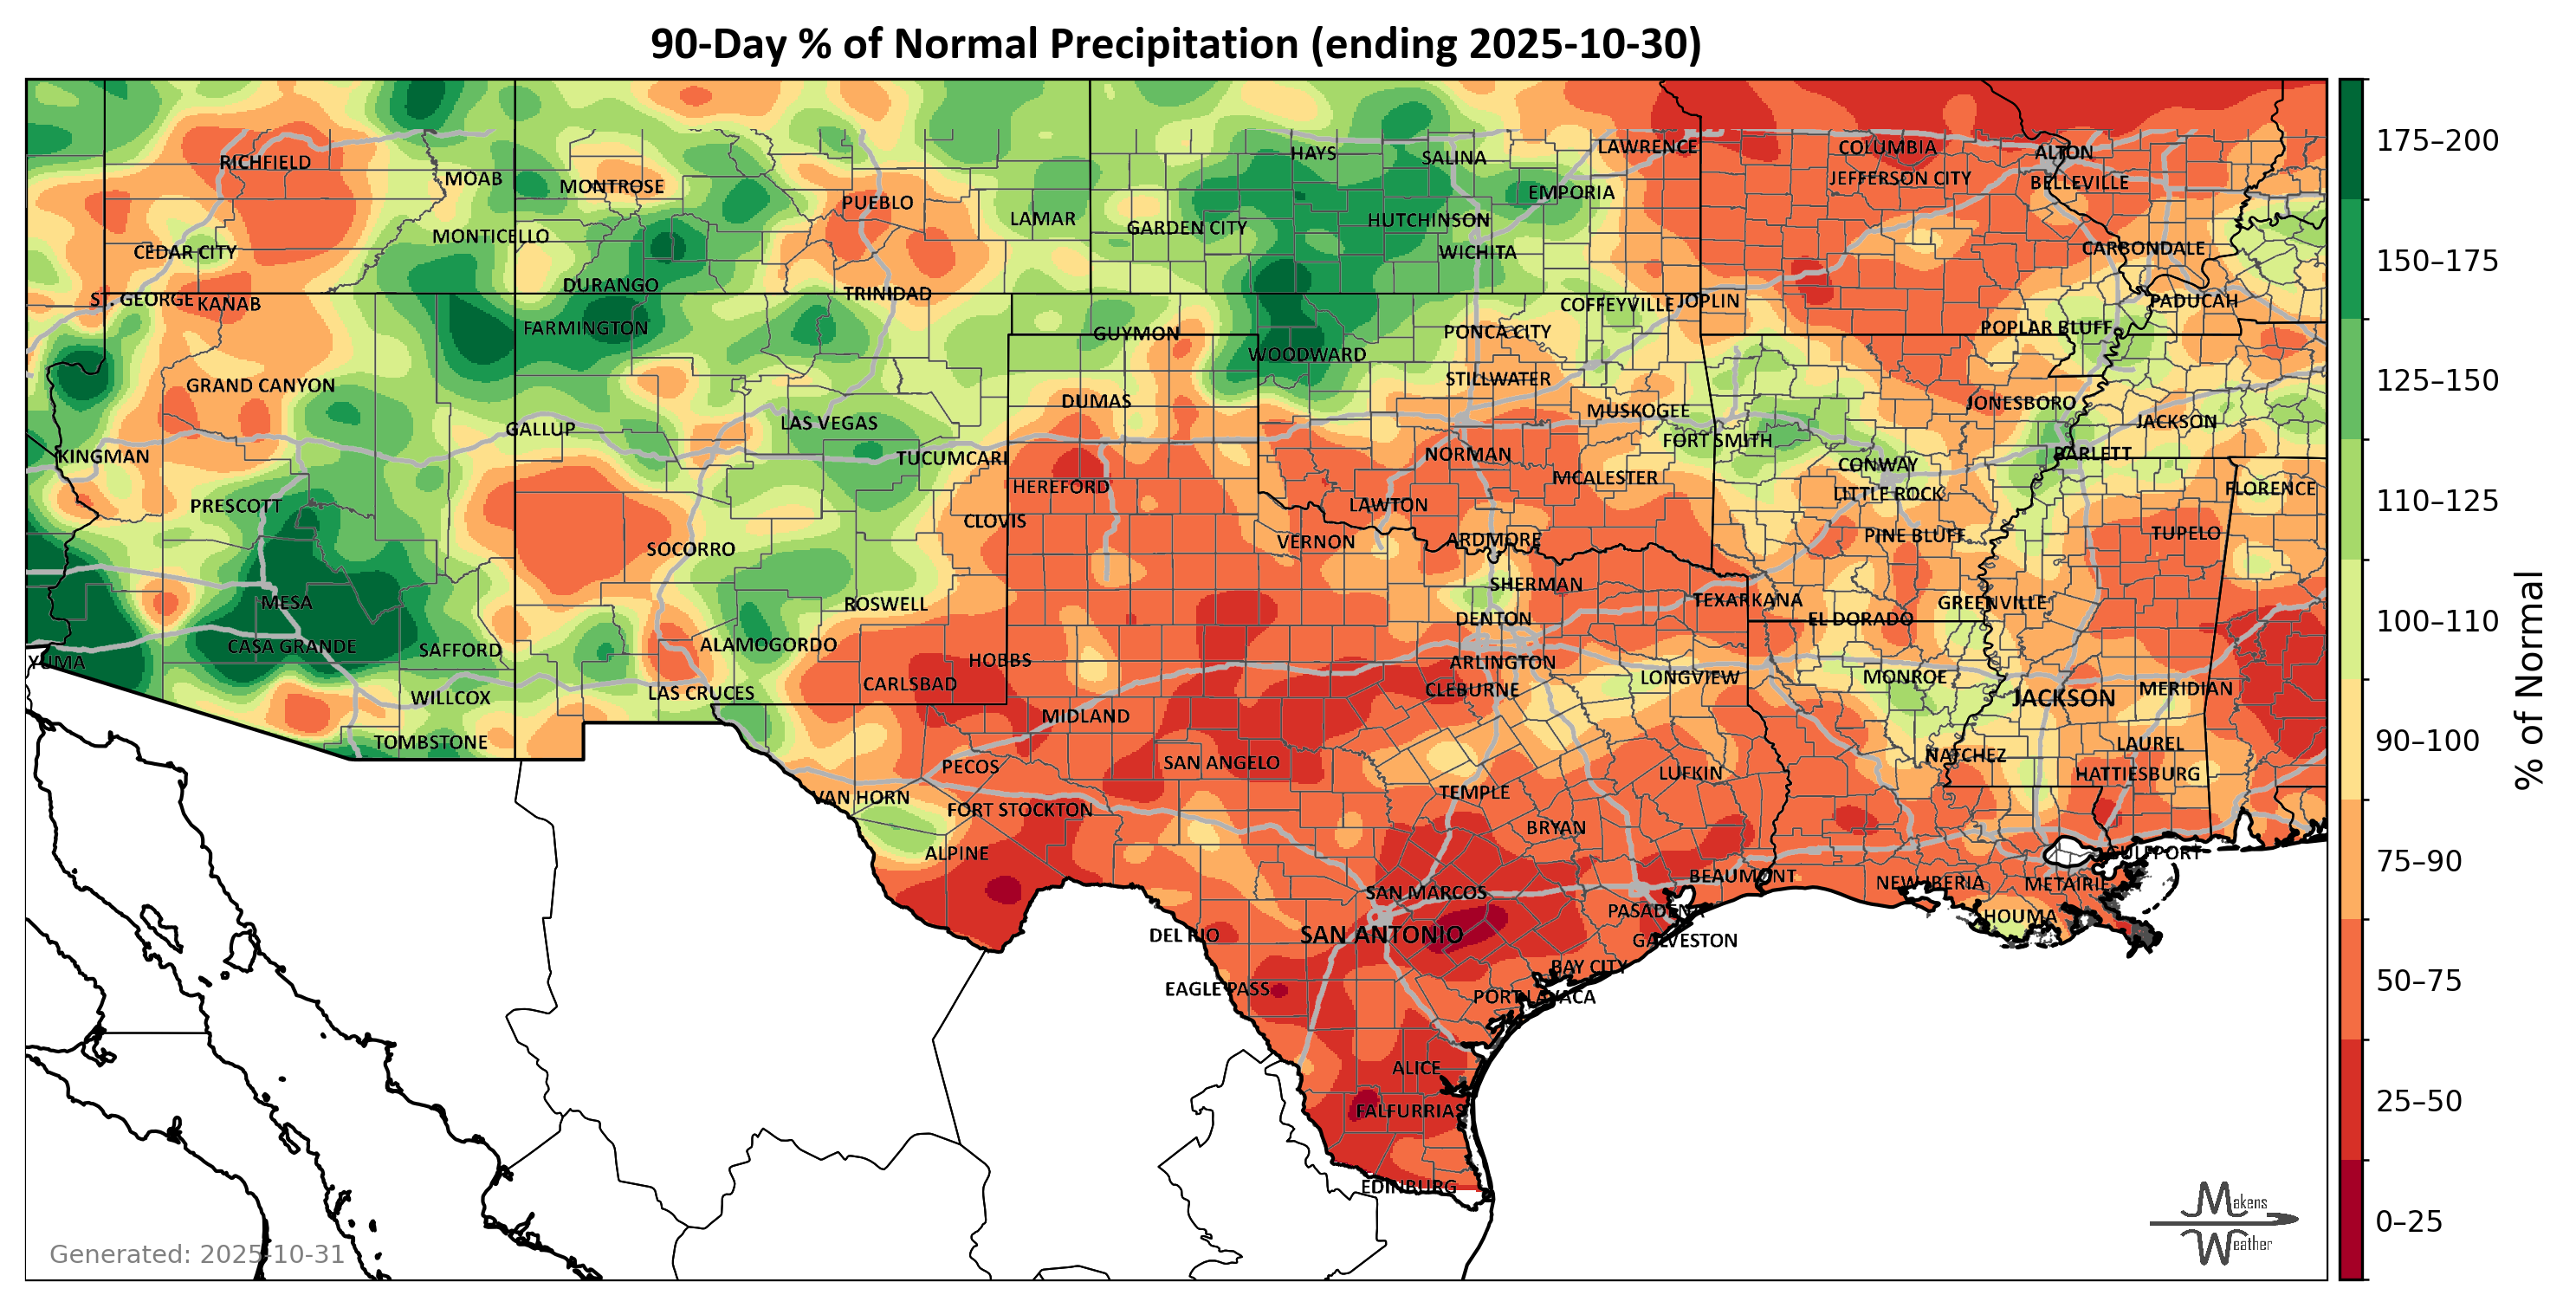 90-Day % of Normal Precipitation (ending 2025-10-30)
HAYS
SALINA
LAWRENCE
COLUMBIA
ALTON
RICHFIELD
MOAB
MONTROSE
EMPORIA
JEFFERSON CITY
BELLEVILLE
PUEBLO
LAMAR
GARDEN CITY
HUTCHINSON
MONTICELLO
CEDAR CITY
WICHITA
CARBONDALE
DURANGO
TRINIDAD
ST. GEORGE
KANAB
COFFEYVILLE
JOPLIN
PADUCAH
FARMINGTON
GUYMON
PONCA CITY
POPLAR BLUFF
WOODWARD
GRAND CANYON
STILLWATER
DUMAS
MUSKOGEE
JONESBORO
LAS VEGAS
JACKSON
GALLUP
FORT SMITH
KINGMAN
TUCUMCARI
NORMAN
CONWAY
BARLETT
HEREFORD
MCALESTER
LITTLE ROCK
FLORENCE
PRESCOTT
LAWTON
CLOVIS
PINE BLUFF
TUPELO
SOCORRO
VERNON
ARDMORE
SHERMAN
MESA
ROSWELL
TEXARKANA
GREENVILLE
DENTON
EL DORADO
CASA GRANDE
SAFFORD
ALAMOGORDO
YUMA
HOBBS
ARLINGTON
CARLSBAD
LAS CRUCES
CLEBURNE
LONGVIEW
MONROE
MERIDIAN
WILLCOX
JACKSON
MIDLAND
TOMBSTONE
LAUREL
NATCHEZ
PECOS
SAN ANGELO
LUFKIN
HATTIESBURG
VAN HORN
FORT STOCKTON
TEMPLE
BRYAN
ALPINE
GULFPORT
BEAUMONT
SAN MARCOS
NEW IBERIA
METAIRIE
PASADENA
HOUMA
DEL RIO
SAN ANTONIO
GALVESTON
BAY CITY
EAGLE PASS
PORT LAVACA
ALICE
FALFURRIAS
EDINBURG
175–200
150–175
125–150
110–125
100–110
90–100
75–90
50–75
25–50
0–25
% of Normal
Generated: 2025-10-31
Makens
Weather